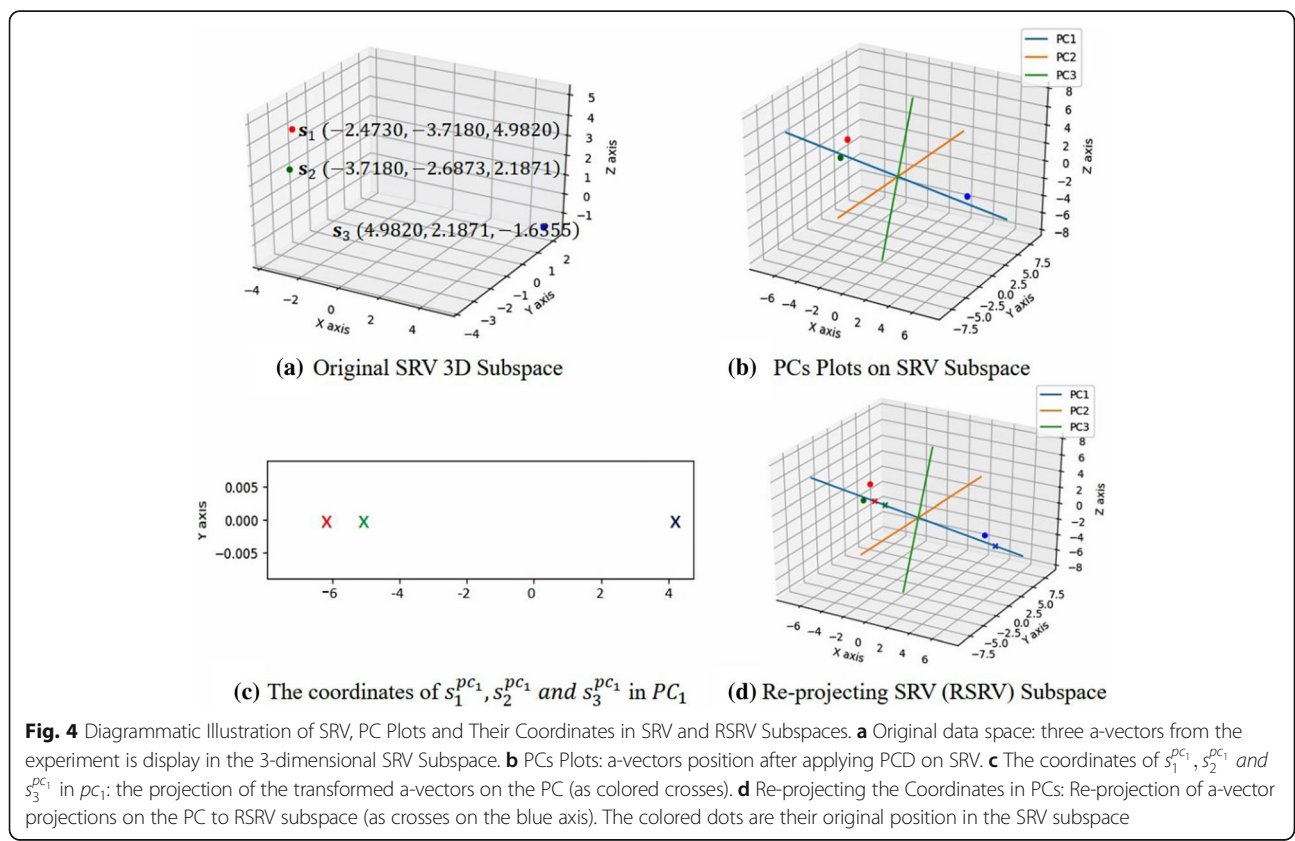 5
4
3
2
1
0
−1
Z axis
s₁ (−2.4730, −3.7180, 4.9820)
s₂ (−3.7180, −2.6873, 2.1871)
s₃ (4.9820, 2.1871, −1.6355)
−4
−2
0
2
4
X axis
−4
−3
−2
−1
0
1
2
Y axis
(a) Original SRV 3D Subspace
PC1
PC2
PC3
8
6
4
2
0
−2
−4
−6
−8
Z axis
−6
−4
−2
0
2
4
6
X axis
−7.5
−5.0
−2.5
0.0
2.5
5.0
7.5
Y axis
(b) PCs Plots on SRV Subspace
Y axis
0.005
0.000
−0.005
X X X
−6 -4 -2 0 2 4
(c) The coordinates of s₁^{pc₁}, s₂^{pc₁} and s₃^{pc₁} in PC₁
PC1
PC2
PC3
8
6
4
2
0
−2
−4
−6
−8
Z axis
−6
−4
−2
0
2
4
6
X axis
−7.5
−5.0
−2.5
0.0
2.5
5.0
7.5
Y axis
(d) Re-projecting SRV (RSRV) Subspace
Fig. 4 Diagrammatic Illustration of SRV, PC Plots and Their Coordinates in SRV and RSRV Subspaces. a Original data space: three a-vectors from the
experiment is display in the 3-dimensional SRV Subspace. b PCs Plots: a-vectors position after applying PCD on SRV. c The coordinates of s₁^{pc₁}, s₂^{pc₁} and
s₃^{pc₁} in pc₁: the projection of the transformed a-vectors on the PC (as colored crosses). d Re-projecting the Coordinates in PCs: Re-projection of a-vector
projections on the PC to RSRV subspace (as crosses on the blue axis). The colored dots are their original position in the SRV subspace